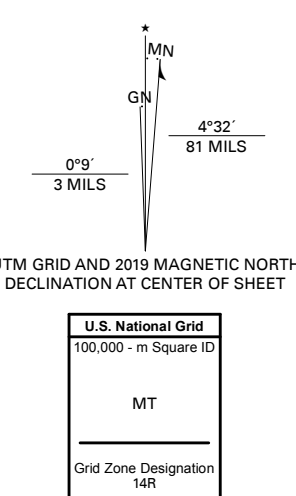 ★
MN
GN
4°32´
81 MILS
0°9´
3 MILS
UTM GRID AND 2019 MAGNETIC NORTH
DECLINATION AT CENTER OF SHEET
U.S. National Grid
100,000 - m Square ID
MT
Grid Zone Designation
14R